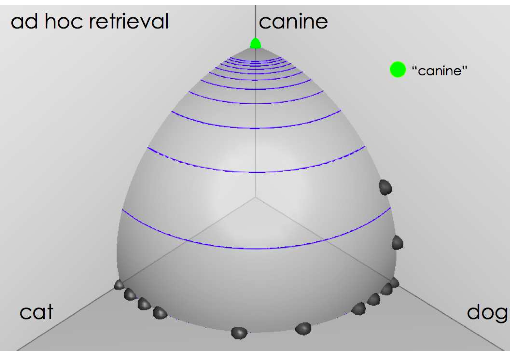 ad hoc retrieval
canine
"canine"
cat
dog